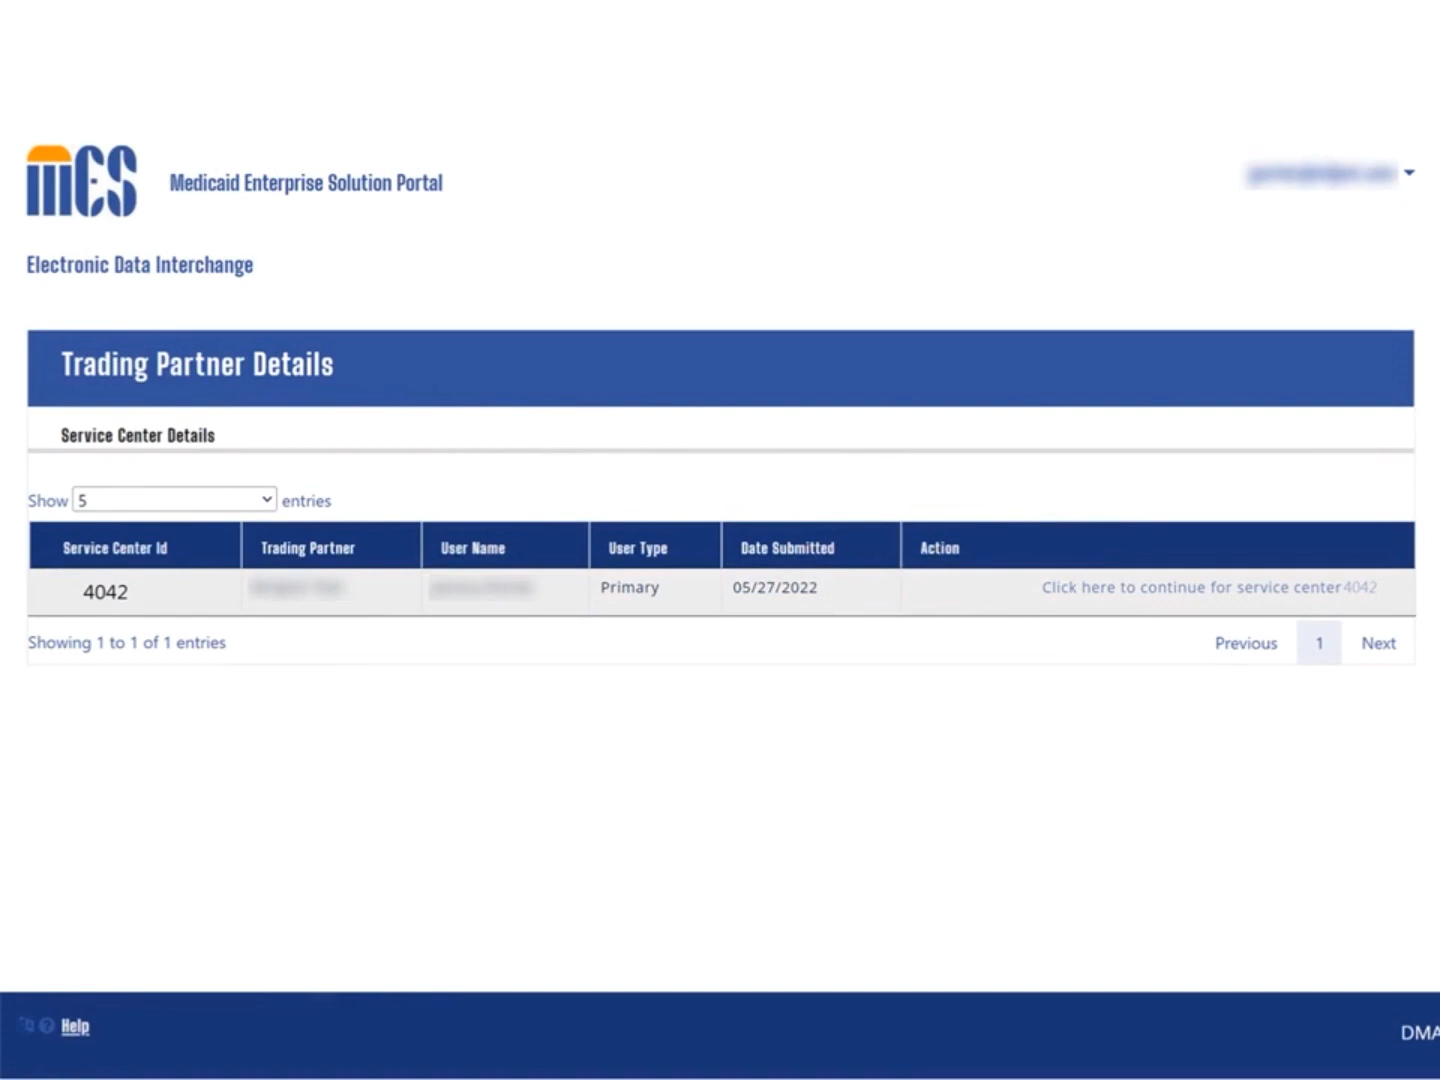 mes
Medicaid Enterprise Solution Portal
Electronic Data Interchange
Trading Partner Details
Service Center Details
Show 5 entries
Service Center Id Trading Partner User Name User Type Date Submitted Action
4042 Primary 05/27/2022 Click here to continue for service center 4042
Showing 1 to 1 of 1 entries Previous 1 Next
Help
DMA